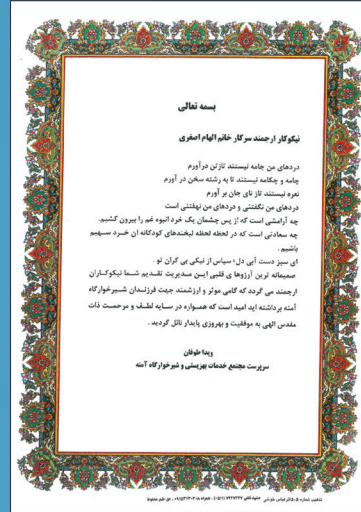 بسمه تعالی
نیکوکار ارجمند سرکار خانم الهام اصغری
دردهای من جامه نیستند تازتن درآورم
چامه و چکامه نیستند تا به رشته سخن در آورم
نعره نیستند تاز نای جان بر آورم
دردهای من نگفتنی و دردهای من نهفتنی است
چه آرامشی است که از پس چشمان یک خرد انبوه غم را بیرون کشیم.
چه سعادتی است که در لحظه لحظه لبخندهای کودکانه ان خرد سهیم
باشیم .
ای سبز دست آبی دل؛ سپاس از نیکی بی کران تو .
صمیمانه ترین آرزوها ی قلبی این مدیریت تقدیم شما نیکوکاران
ارجمند می گردد که گامی موثر و ارزشمند جهت فرزندان شیرخوارگاه
آمنه برداشته اید امید است که همواره در سایه لطف و مرحمت ذات
مقدس الهی به موفقیت و بهروزی پایدار نائل گردید .
ویدا طوفان
سرپرست مجتمع خدمات بهزیستی و شیرخوارگاه آمنه